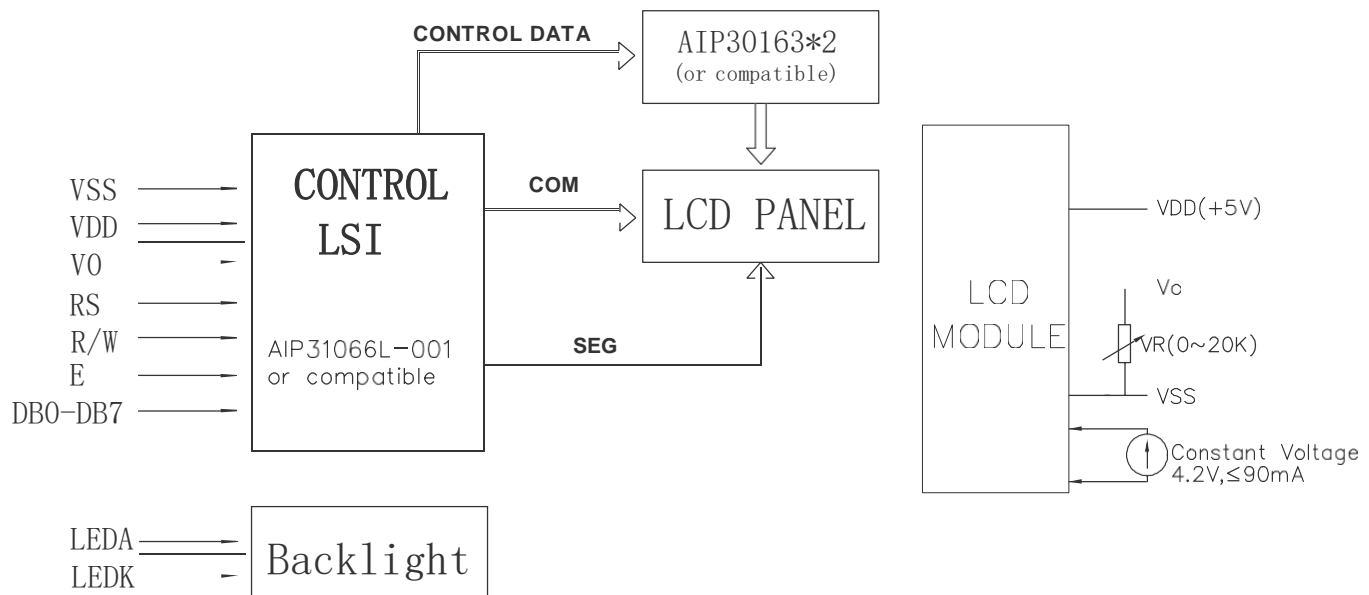 CONTROL DATA
AIP30163*2
(or compatible)
VSS
VDD
VO
RS
R/W
E
DB0-DB7
CONTROL
LSI
AIP31066L-001
or compatible
COM
SEG
LCD PANEL
LEDA
LEDK
Backlight
LCD
MODULE
VDD(+5V)
Vo
VR(0~20K)
VSS
Constant Voltage
4.2V,≤90mA